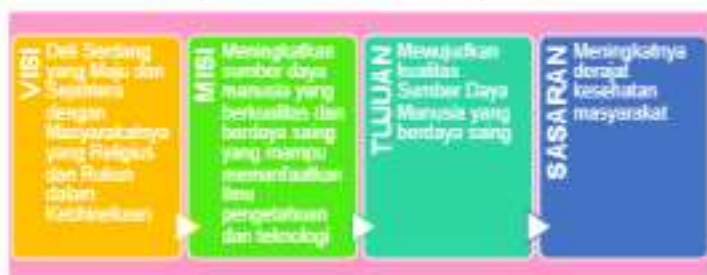 VISI
Deli Serdang
yang Maju dan
Sejahtera
dengan
Masyarakatnya
yang Religius
dan Rukun
dalam
Kebhinekaan
MISI
Meningkatkan
sumber daya
manusia yang
berkualitas dan
berdaya saing
yang mampu
memanfaatkan
ilmu
pengetahuan
dan teknologi
TUJUAN
Mewujudkan
kualitas
Sumber Daya
Manusia yang
berdaya saing
SASARAN
Meningkatnya
derajat
kesehatan
masyarakat